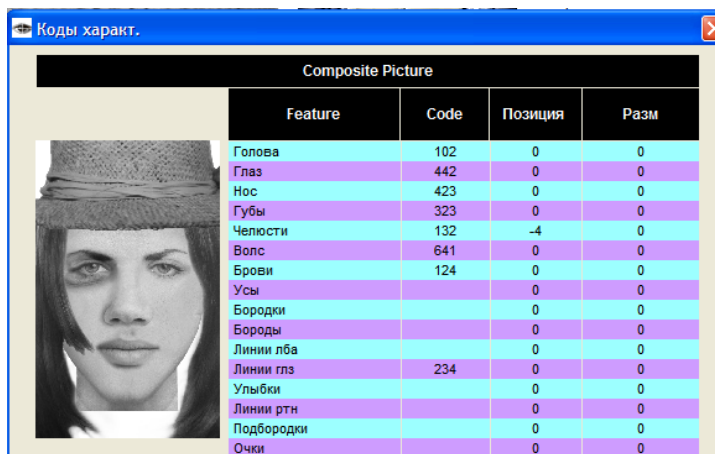 Коды характ.
Composite Picture
Feature Code Позиция Разм
Голова 102 0 0
Глаз 442 0 0
Нос 423 0 0
Губы 323 0 0
Челюсти 132 -4 0
Волс 641 0 0
Брови 124 0 0
Усы 0 0
Бородки 0 0
Бороды 0 0
Линии лба 0 0
Линии глз 234 0 0
Улыбки 0 0
Линии ртн 0 0
Подбородки 0 0
Очки 0 0